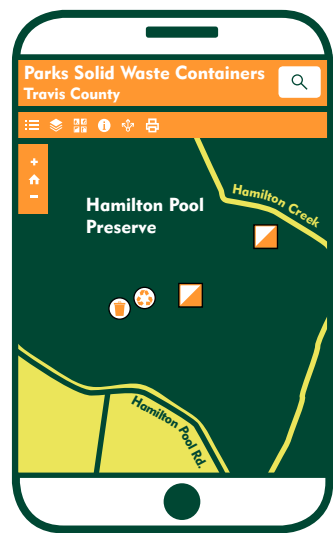 Parks Solid Waste Containers
Travis County
Hamilton Creek
Hamilton Pool
Preserve
Hamilton Pool Rd.